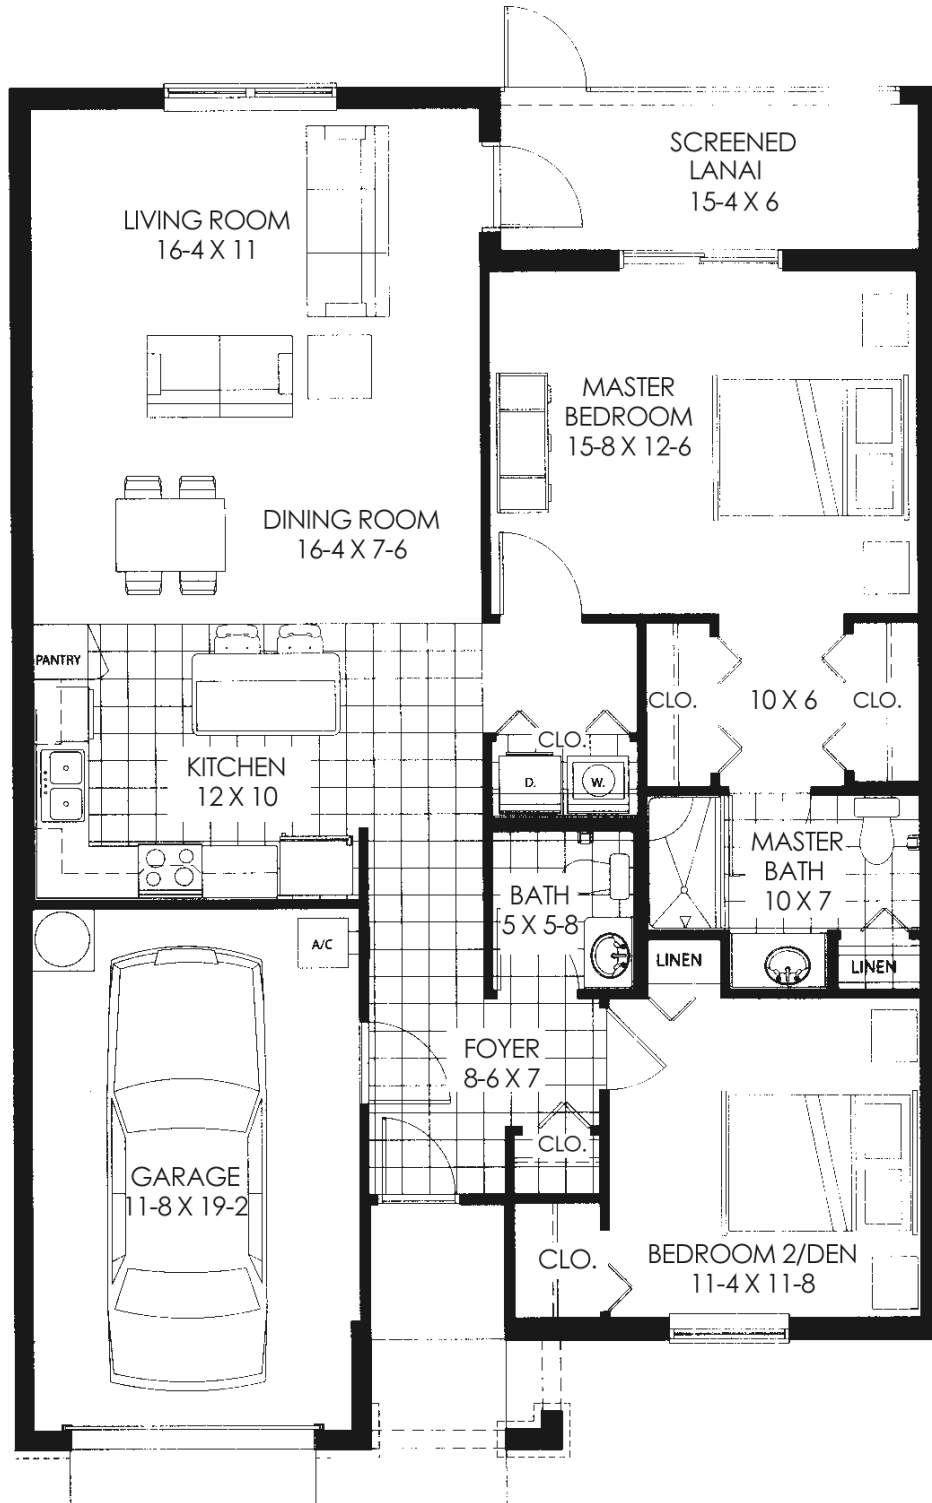 SCREENED
LANAI
15-4 X 6
LIVING ROOM
16-4 X 11
MASTER
BEDROOM
15-8 X 12-6
DINING ROOM
16-4 X 7-6
PANTRY
CLO.
10 X 6
CLO.
CLO.
D.
W.
KITCHEN
12 X 10
MASTER
BATH
10 X 7
BATH
5 X 5-8
A/C
LINEN
LINEN
FOYER
8-6 X 7
CLO.
GARAGE
11-8 X 19-2
CLO.
BEDROOM 2/DEN
11-4 X 11-8